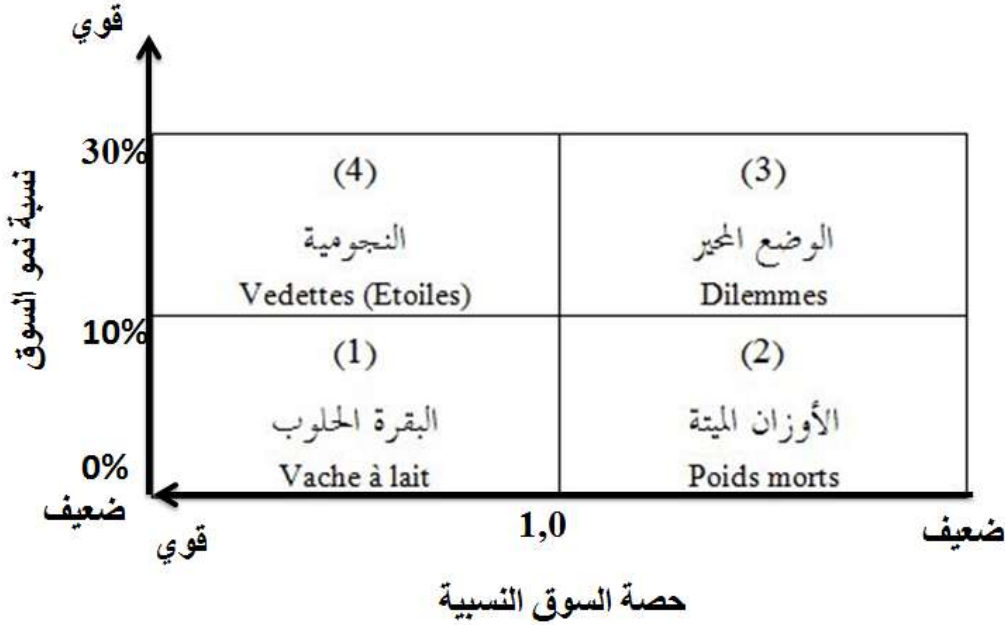 قوي
30%
(4)
النجومية
Vedettes (Etoiles)
(3)
الوضع المحير
Dilemmes
نسبة نمو السوق
10%
(1)
البقرة الحلوب
Vache à lait
(2)
الأوزان الميتة
Poids morts
0%
ضعيف
قوي
1,0
ضعيف
حصة السوق النسبية